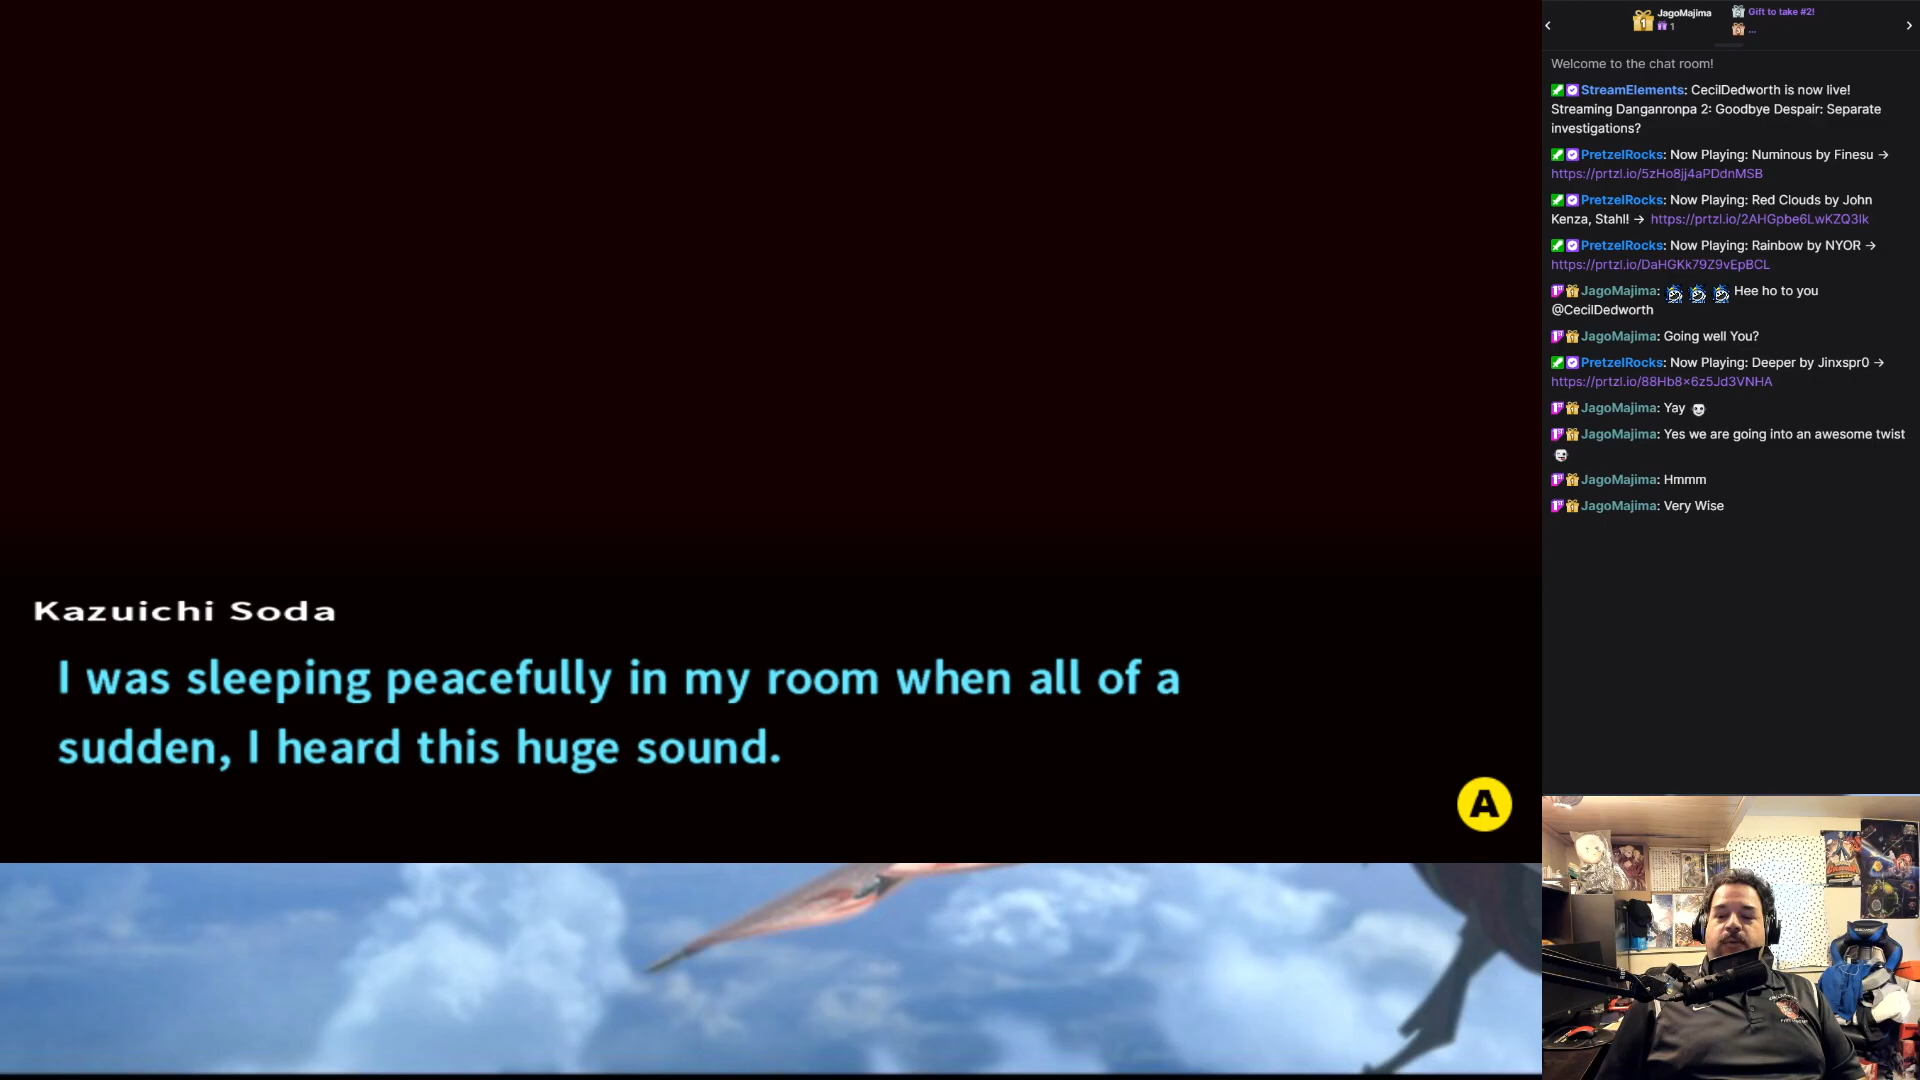 JagoMajima
1
1
Gift to take #2!
...
Welcome to the chat room!
StreamElements: CecilDedworth is now live!
Streaming Danganronpa 2: Goodbye Despair: Separate
investigations?
PretzelRocks: Now Playing: Numinous by Finesu →
https://prtzl.io/5zHo8jj4aPDdnMSB
PretzelRocks: Now Playing: Red Clouds by John
Kenza, Stahl! → https://prtzl.io/2AHGpbe6LwKZQ3lk
PretzelRocks: Now Playing: Rainbow by NYOR →
https://prtzl.io/DaHGKk79Z9vEpBCL
JagoMajima: Hee ho to you
@CecilDedworth
JagoMajima: Going well You?
PretzelRocks: Now Playing: Deeper by Jinxspr0 →
https://prtzl.io/88Hb8x6z5Jd3VNHA
JagoMajima: Yay
JagoMajima: Yes we are going into an awesome twist
JagoMajima: Hmmm
JagoMajima: Very Wise
Kazuichi Soda
I was sleeping peacefully in my room when all of a
sudden, I heard this huge sound.
A